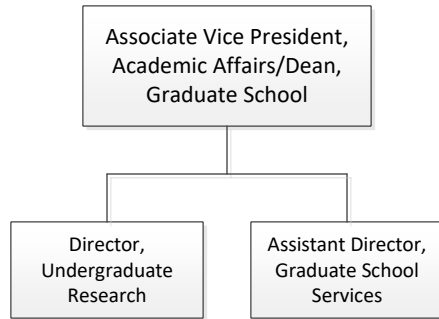 Associate Vice President,
Academic Affairs/Dean,
Graduate School
Director,
Undergraduate
Research
Assistant Director,
Graduate School
Services